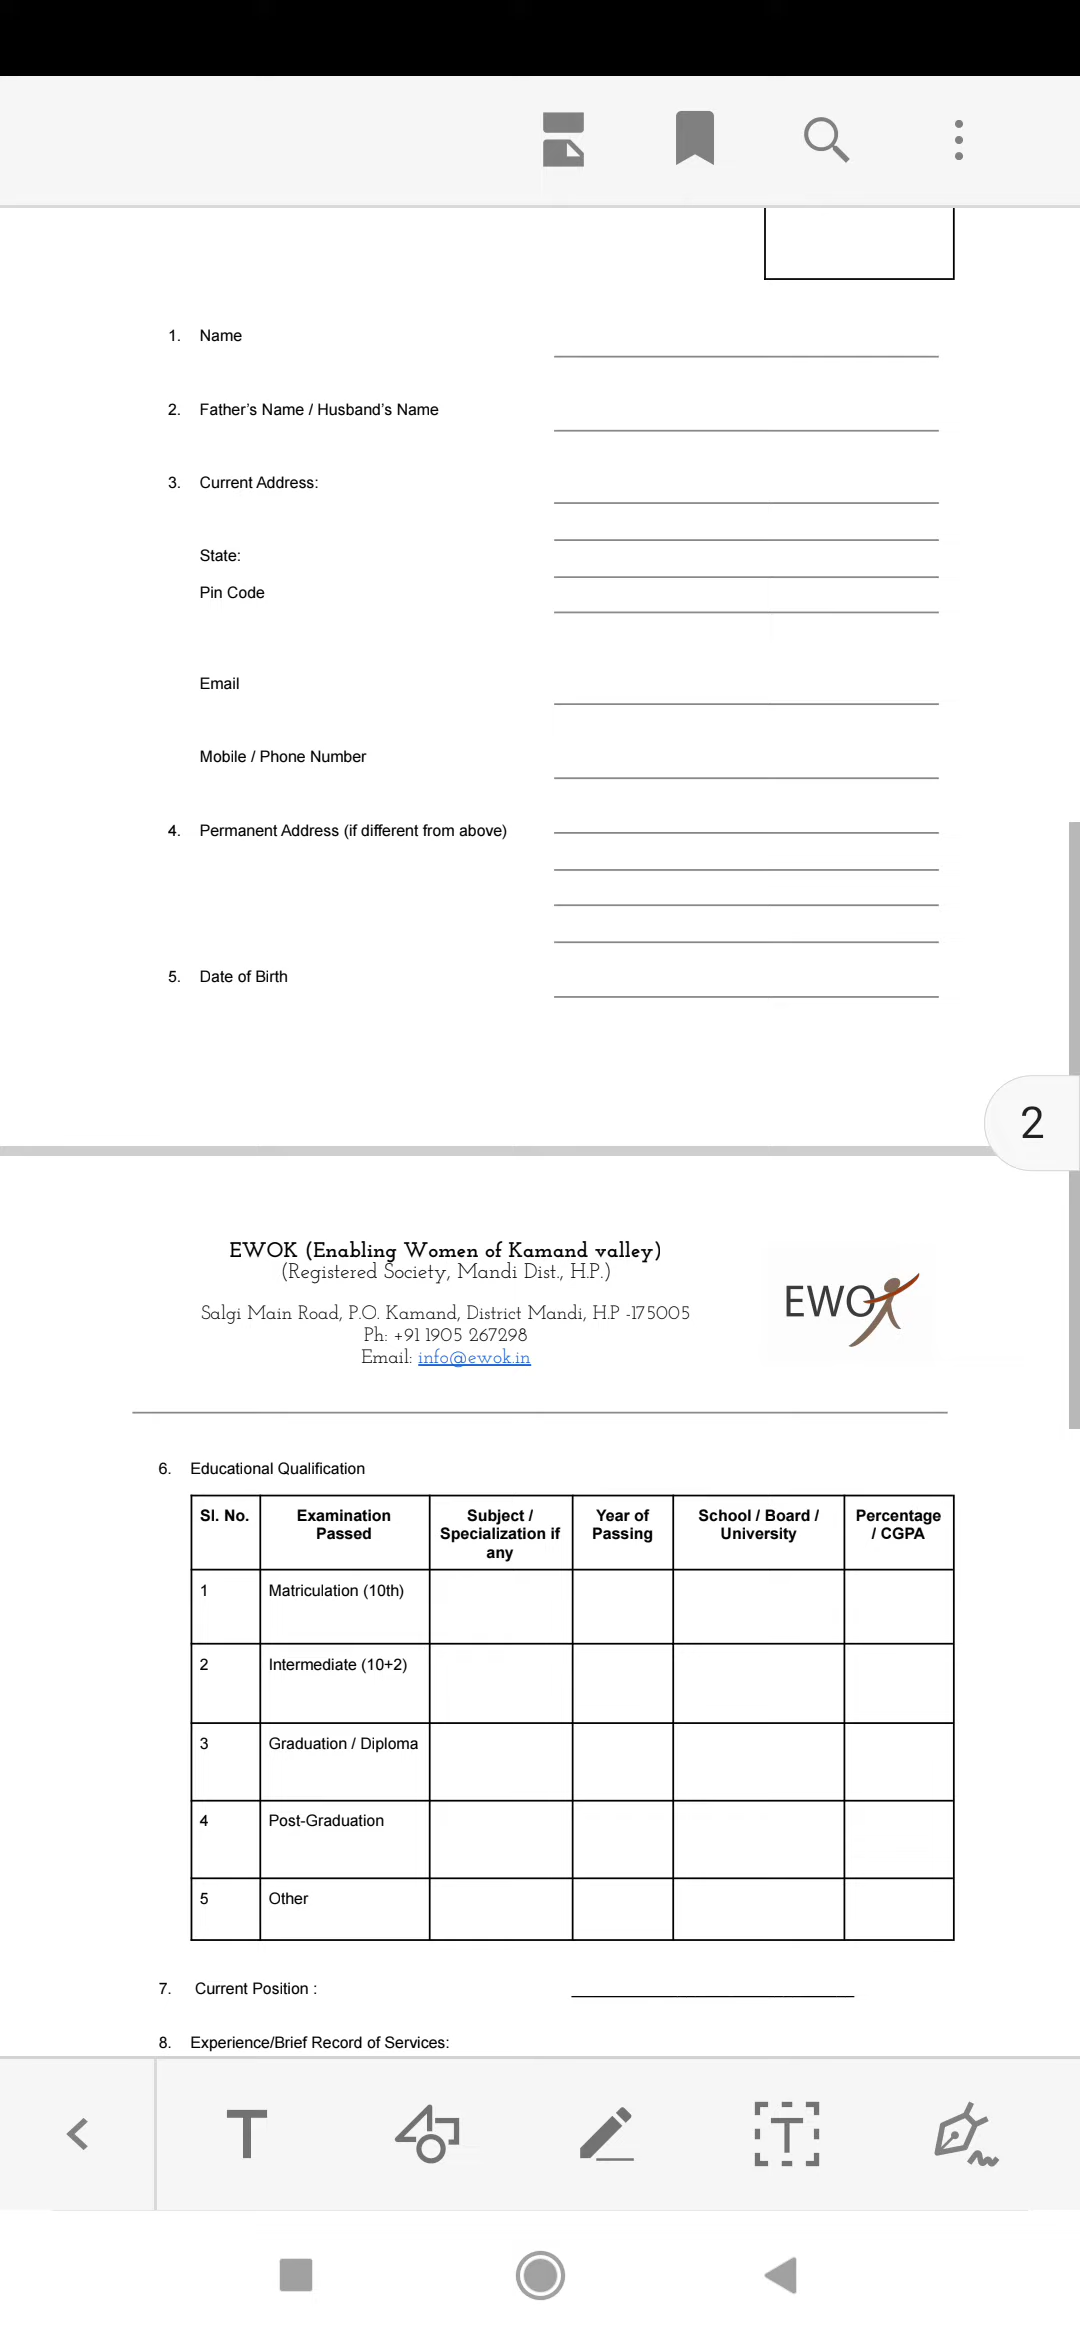 1. Name
2. Father's Name / Husband's Name
3. Current Address:
State:
Pin Code
Email
Mobile / Phone Number
4. Permanent Address (if different from above)
5. Date of Birth
2
EWOK (Enabling Women of Kamand valley)
(Registered Society, Mandi Dist., H.P.)
Salgi Main Road, P.O. Kamand, District Mandi, H.P -175005
Ph: +91 1905 267298
Email: info@ewok.in
EWOK
6. Educational Qualification
Sl. No. Examination Passed Subject / Specialization if any Year of Passing School / Board / University Percentage / CGPA
1 Matriculation (10th)
2 Intermediate (10+2)
3 Graduation / Diploma
4 Post-Graduation
5 Other
7. Current Position :
8. Experience/Brief Record of Services: